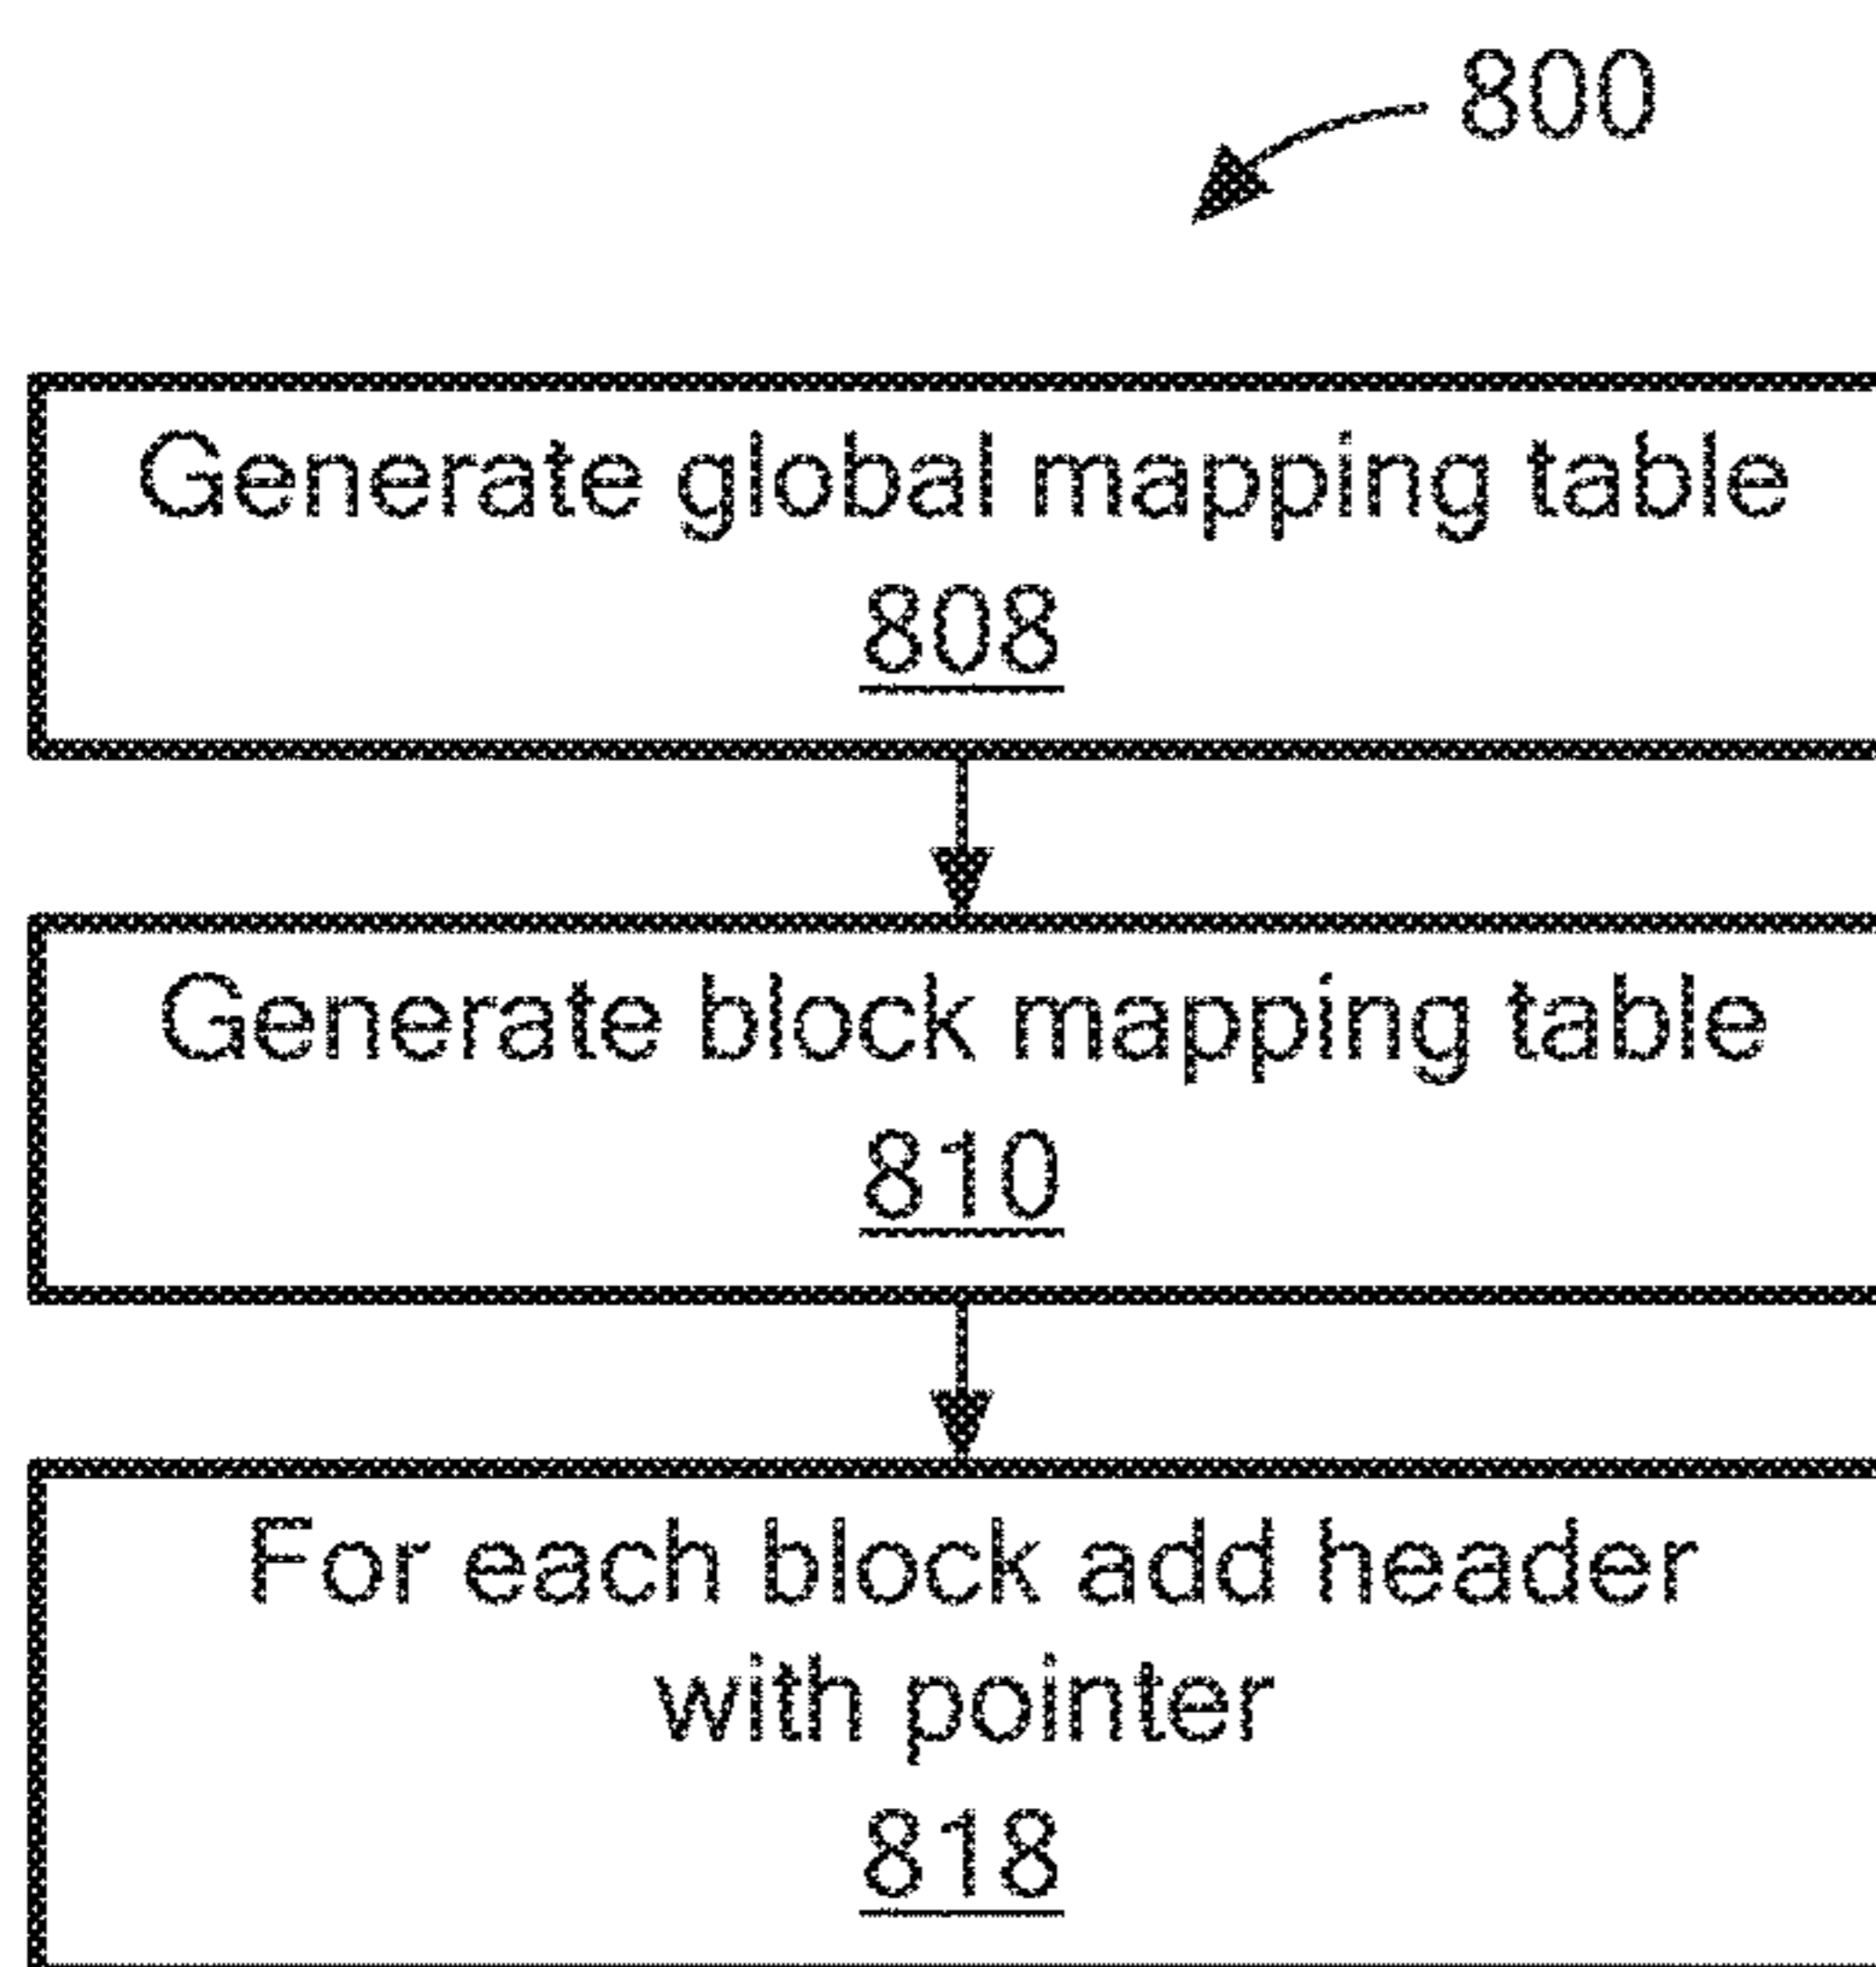 800
Generate global mapping table
808
Generate block mapping table
810
For each block add header
with pointer
818